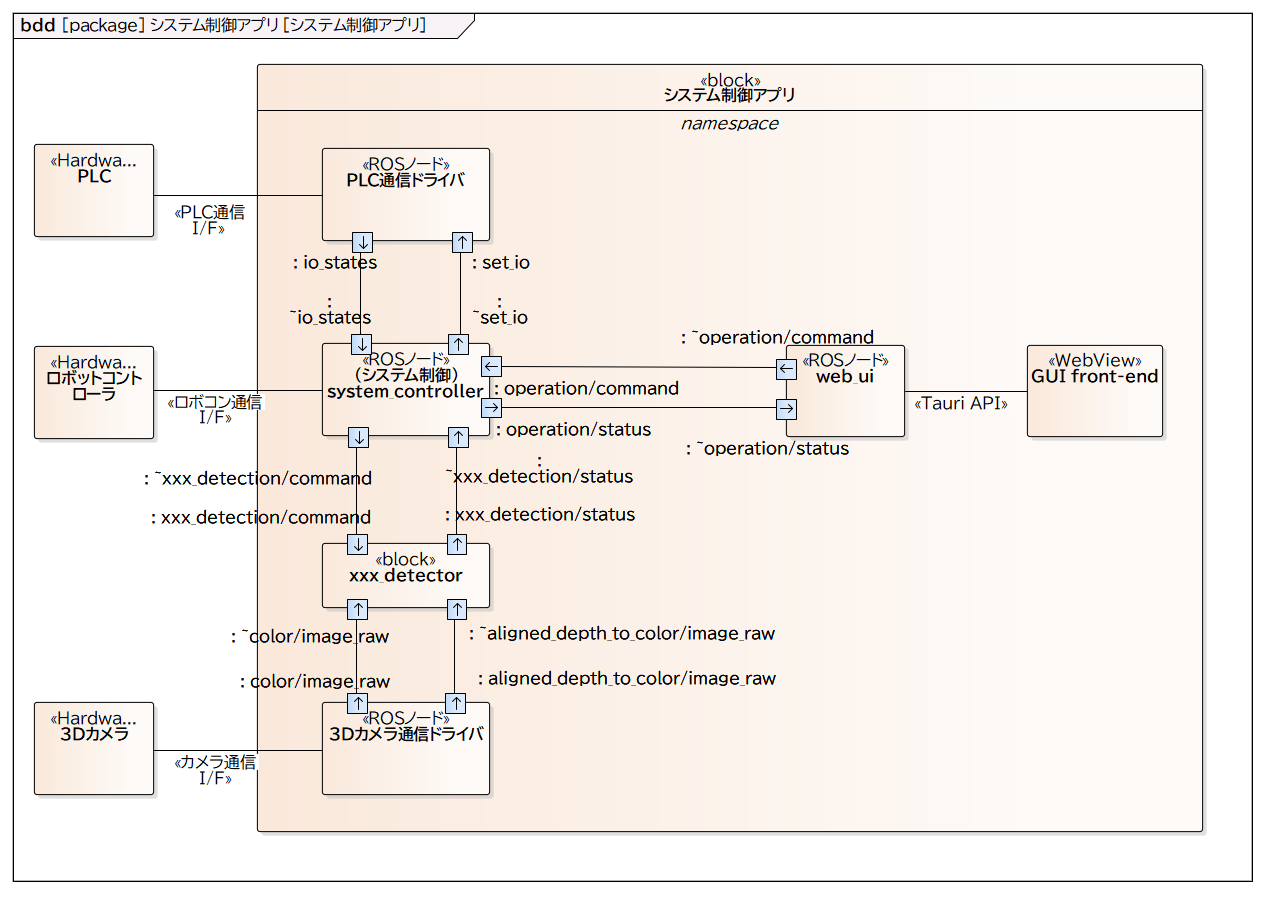 bdd [package] システム制御アプリ [システム制御アプリ]
«block»
システム制御アプリ
namespace
«Hardwa...
PLC
«PLC通信
I/F»
«ROSノード»
PLC通信ドライバ
: io_states
: set_io
:
~io_states
:
~set_io
«Hardwa...
ロボットコント
ローラ
«ロボコン通信
I/F»
«ROSノード»
(システム制御)
system_controller
: ~operation/command
: operation/command
: operation/status
: ~operation/status
«ROSノード»
web_ui
«Tauri API»
«WebView»
GUI front-end
: ~xxx_detection/command
:
~xxx_detection/status
: xxx_detection/command
: xxx_detection/status
«block»
xxx_detector
: ~color/image_raw
: ~aligned_depth_to_color/image_raw
: color/image_raw
: aligned_depth_to_color/image_raw
«Hardwa...
3Dカメラ
«カメラ通信
I/F»
«ROSノード»
3Dカメラ通信ドライバ